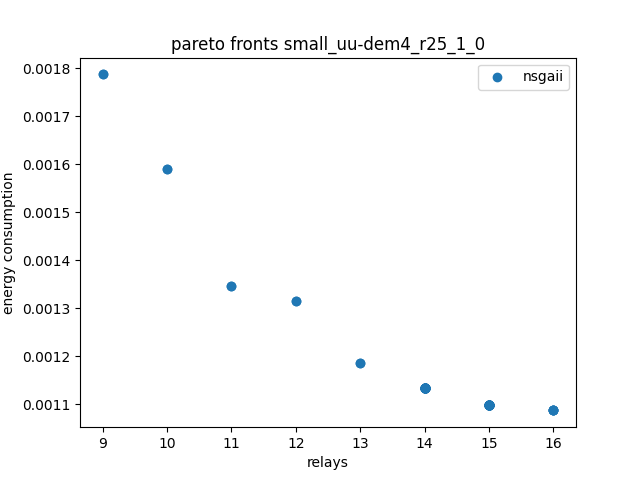 pareto fronts small_uu-dem4_r25_1_0
nsgaii
0.0018
0.0017
0.0016
0.0015
0.0014
0.0013
0.0012
0.0011
energy consumption
9 10 11 12 13 14 15 16
relays